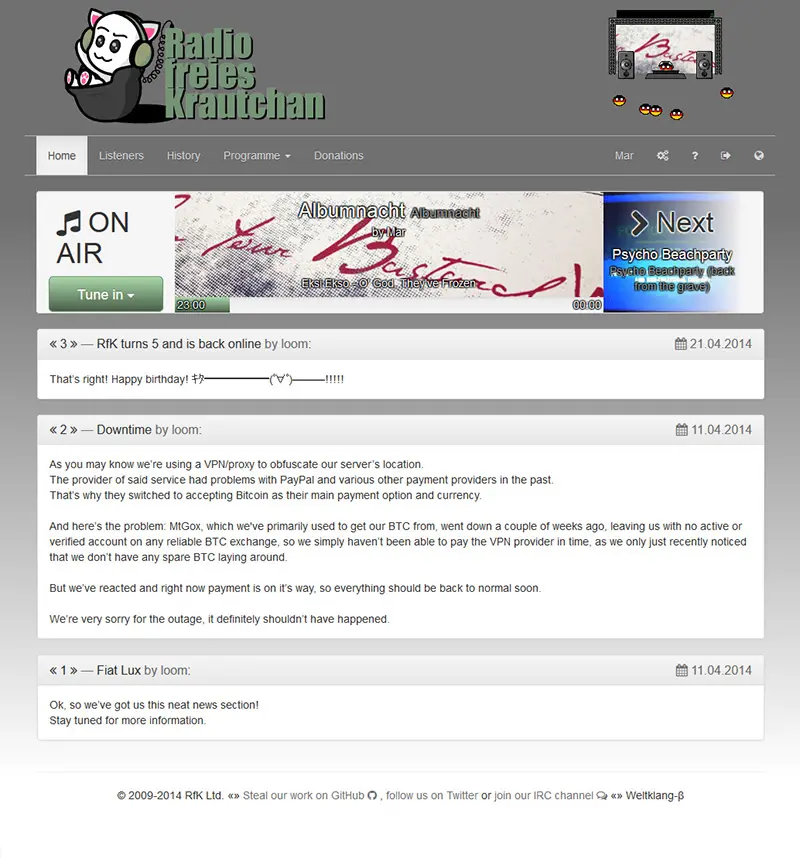 Radio
freies
Krautchan
Home Listeners History Programme Donations Mar ?
ON
AIR
Tune in
Albumnacht Albumnacht
by Mar
Eksi Ekso - O' God, They've Frozen
23:00 00:00
Next
Psycho Beachparty
Psycho Beachparty (back
from the grave)
« 3 » — RfK turns 5 and is back online by loom: 21.04.2014
That's right! Happy birthday! ｷﾀ━━━━━━(ﾟ∀ﾟ)━━━!!!!!
« 2 » — Downtime by loom: 11.04.2014
As you may know we're using a VPN/proxy to obfuscate our server's location.
The provider of said service had problems with PayPal and various other payment providers in the past.
That's why they switched to accepting Bitcoin as their main payment option and currency.
And here's the problem: MtGox, which we've primarily used to get our BTC from, went down a couple of weeks ago, leaving us with no active or
verified account on any reliable BTC exchange, so we simply haven't been able to pay the VPN provider in time, as we only just recently noticed
that we don't have any spare BTC laying around.
But we've reacted and right now payment is on it's way, so everything should be back to normal soon.
We're very sorry for the outage, it definitely shouldn't have happened.
« 1 » — Fiat Lux by loom: 11.04.2014
Ok, so we've got us this neat news section!
Stay tuned for more information.
© 2009-2014 RfK Ltd. «» Steal our work on GitHub , follow us on Twitter or join our IRC channel «» Weltklang-β